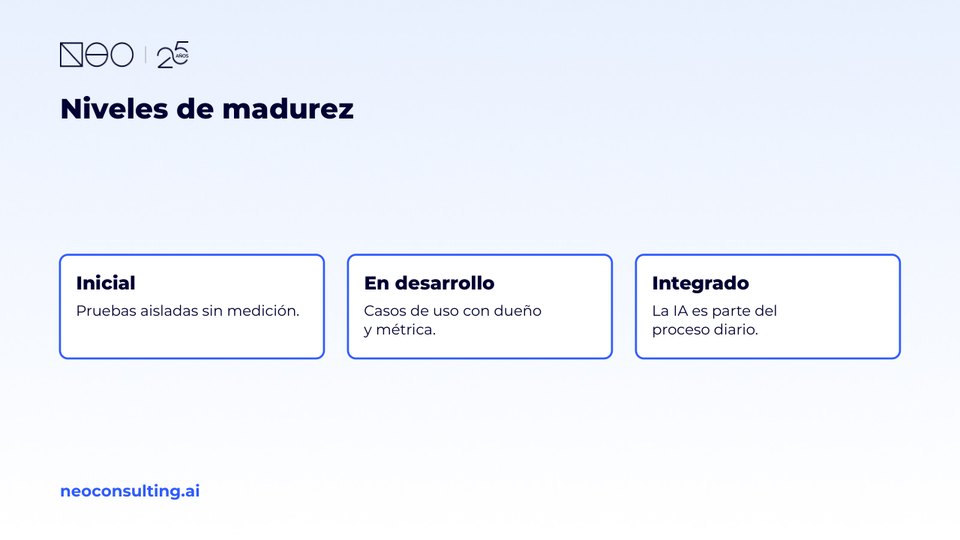 NEO | 25 AÑOS
Niveles de madurez
Inicial
Pruebas aisladas sin medición.
En desarrollo
Casos de uso con dueño
y métrica.
Integrado
La IA es parte del
proceso diario.
neoconsulting.ai